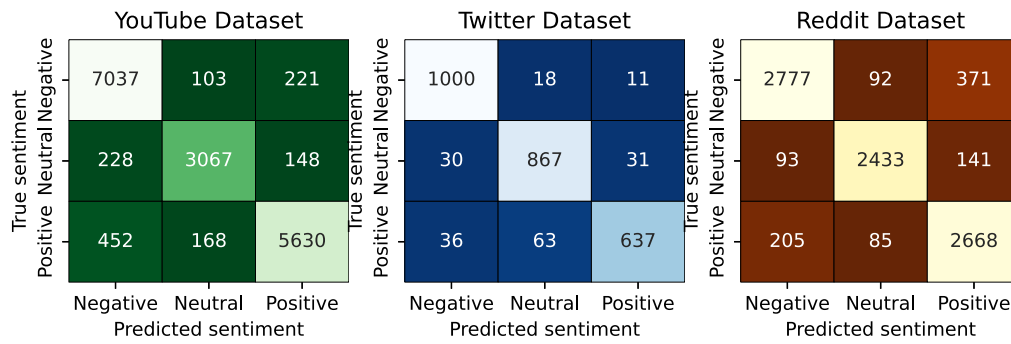 YouTube Dataset
True sentiment
Negative
Neutral
Positive
7037 103 221
228 3067 148
452 168 5630
Negative Neutral Positive
Predicted sentiment
Twitter Dataset
True sentiment
Negative
Neutral
Positive
1000 18 11
30 867 31
36 63 637
Negative Neutral Positive
Predicted sentiment
Reddit Dataset
True sentiment
Negative
Neutral
Positive
2777 92 371
93 2433 141
205 85 2668
Negative Neutral Positive
Predicted sentiment